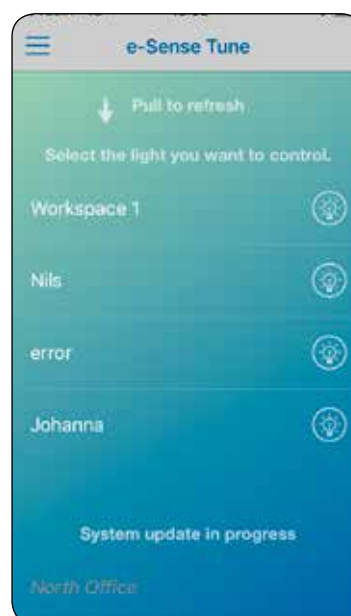 e-Sense Tune
Pull to refresh
Select the light you want to control.
Workspace 1
Nils
error
Johanna
System update in progress
North Office